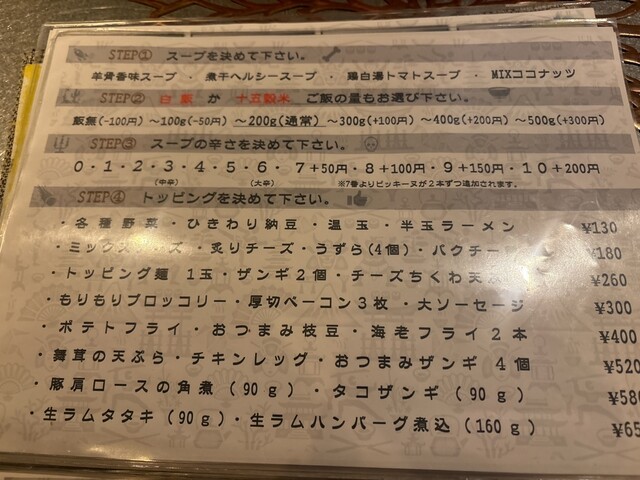 STEP① スープを決めて下さい。
羊骨香味スープ ・ 煮干ヘルシースープ ・ 鶏白湯トマトスープ ・ MIXココナッツ
STEP② 白飯 か 十五穀米 ご飯の量もお選び下さい。
飯無(-100円) ～100g(-50円) ～200g(通常) ～300g(+100円) ～400g(+200円) ～500g(+300円)
STEP③ スープの辛さを決めて下さい。
0・1・2・3・4・5・6・7+50円・8+100円・9+150円・10+200円
(中辛) (大辛) ※7番よりピッキーヌが2本ずつ追加されます。
STEP④ トッピングを決めて下さい。
・各種野菜・ひきわり納豆・温玉・半玉ラーメン ¥130
・ミックス ・炙りチーズ・うずら(4個)・パクチー ¥180
・トッピング麺 1玉・ザンギ2個・チーズちくわ天 ¥260
・もりもりブロッコリー・厚切ベーコン3枚・大ソーセージ ¥300
・ポテトフライ・おつまみ枝豆・海老フライ2本 ¥400
・舞茸の天ぷら・チキンレッグ・おつまみザンギ 4個 ¥520
・豚肩ロースの角煮(90g)・タコザンギ(90g) ¥580
・生ラムタタキ(90g)・生ラムハンバーグ煮込(160g) ¥65